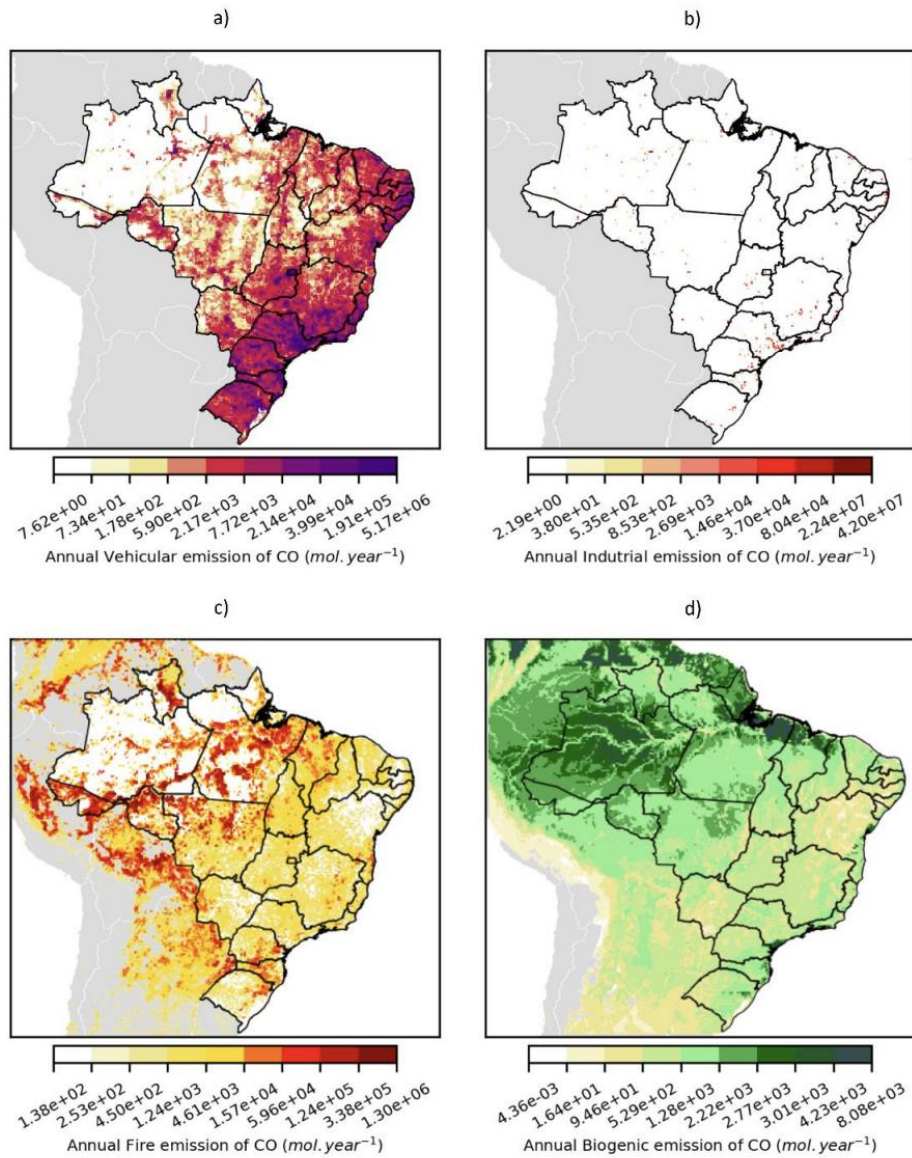 a)
b)
7.62e+00 7.34e+01 1.78e+02 5.90e+02 2.17e+03 7.72e+03 2.14e+04 3.99e+04 1.91e+05 5.17e+06
Annual Vehicular emission of CO (mol.year⁻¹)
2.19e+00 3.80e+01 5.35e+02 8.53e+02 2.69e+03 1.46e+04 3.70e+04 8.04e+04 2.24e+07 4.20e+07
Annual Indutrial emission of CO (mol.year⁻¹)
c)
d)
1.38e+02 2.53e+02 4.50e+02 1.24e+03 4.61e+03 1.57e+04 5.96e+04 1.24e+05 3.38e+05 1.30e+06
Annual Fire emission of CO (mol.year⁻¹)
4.36e-03 1.64e+01 9.46e+01 5.29e+02 1.28e+03 2.22e+03 2.77e+03 3.01e+03 4.23e+03 8.08e+03
Annual Biogenic emission of CO (mol.year⁻¹)